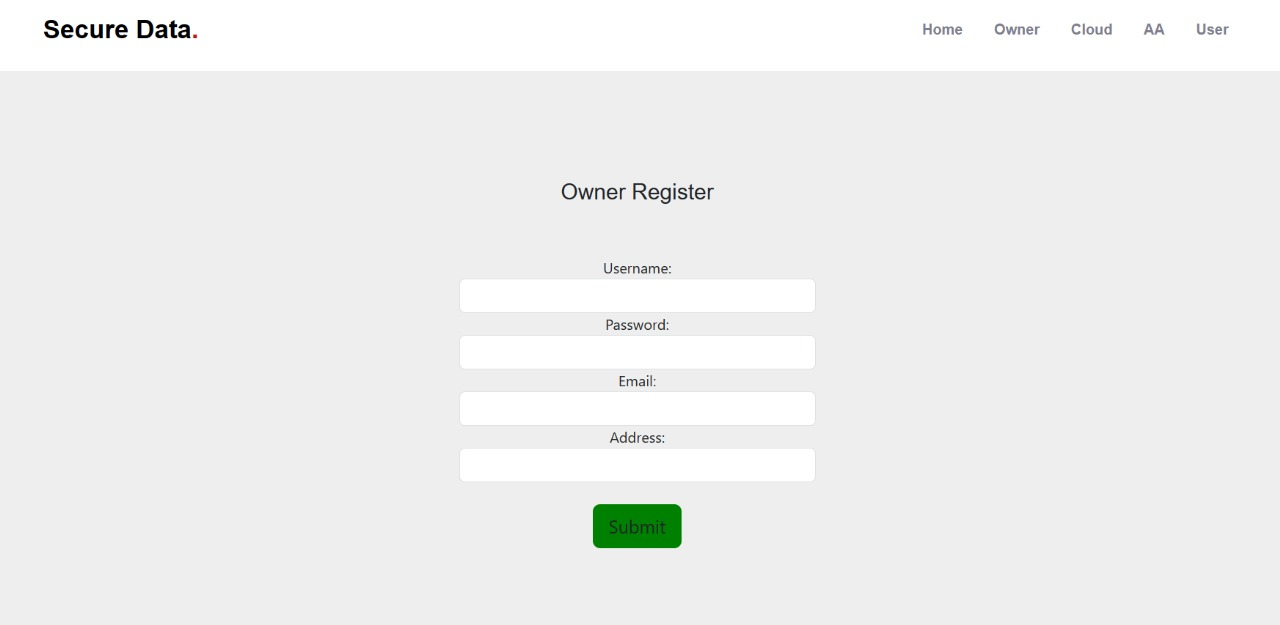 Secure Data.
Home Owner Cloud AA User
Owner Register
Username:
Password:
Email:
Address:
Submit